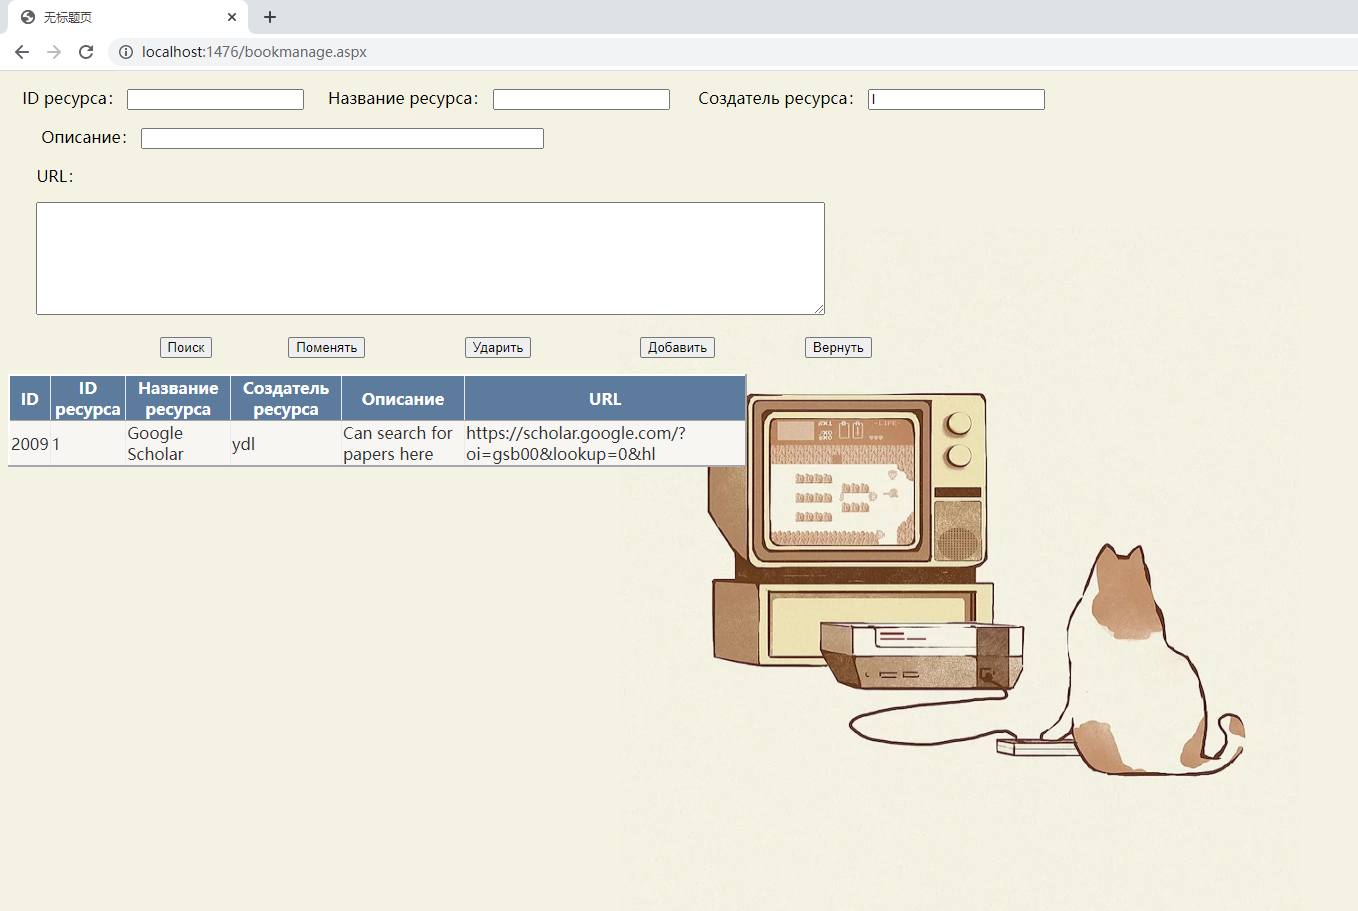 无标题页
localhost:1476/bookmanage.aspx
ID ресурса: Название ресурса: Создатель ресурса: l
Описание:
URL:
Поиск Поменять Ударить Добавить Вернуть
ID ID ресурса Название ресурса Создатель ресурса Описание URL
2009 1 Google Scholar ydl Can search for papers here https://scholar.google.com/?oi=gsb00&lookup=0&hl
-LIFE-